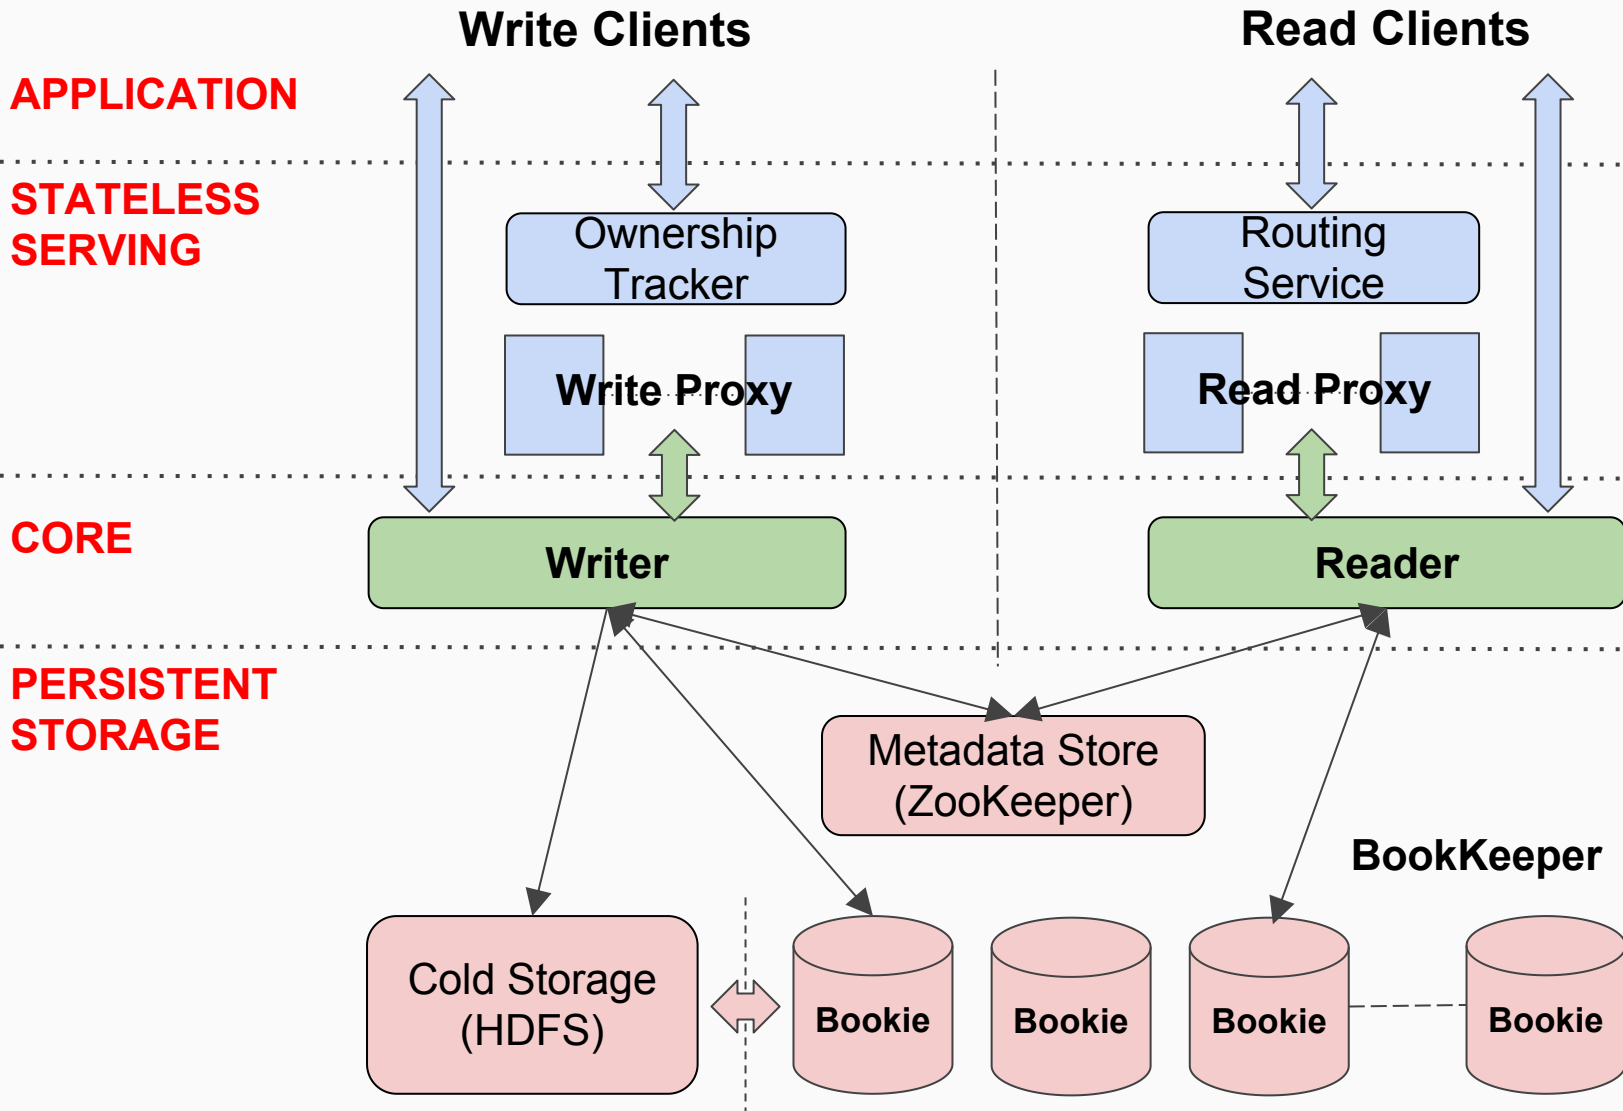 Write Clients
Read Clients
APPLICATION
STATELESS
SERVING
Ownership
Tracker
Routing
Service
Write Proxy
Read Proxy
CORE
Writer
Reader
PERSISTENT
STORAGE
Metadata Store
(ZooKeeper)
BookKeeper
Cold Storage
(HDFS)
Bookie
Bookie
Bookie
Bookie